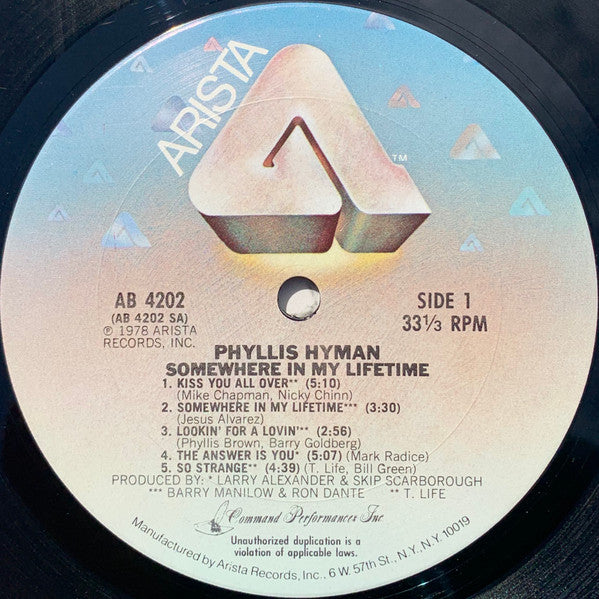 ARISTA
TM
AB 4202
(AB 4202 SA)
℗ 1978 ARISTA
RECORDS, INC.
SIDE 1
33⅓ RPM
PHYLLIS HYMAN
SOMEWHERE IN MY LIFETIME
1. KISS YOU ALL OVER** (5:10)
(Mike Chapman, Nicky Chinn)
2. SOMEWHERE IN MY LIFETIME*** (3:30)
(Jesus Alvarez)
3. LOOKIN' FOR A LOVIN'** (2:56)
(Phyllis Brown, Barry Goldberg)
4. THE ANSWER IS YOU* (5:07) (Mark Radice)
5. SO STRANGE** (4:39) (T. Life, Bill Green)
PRODUCED BY: * LARRY ALEXANDER & SKIP SCARBOROUGH
*** BARRY MANILOW & RON DANTE ** T. LIFE
Command Performances Inc
Unauthorized duplication is a
violation of applicable laws.
Manufactured by Arista Records, Inc., 6 W. 57th St., N.Y., N.Y. 10019